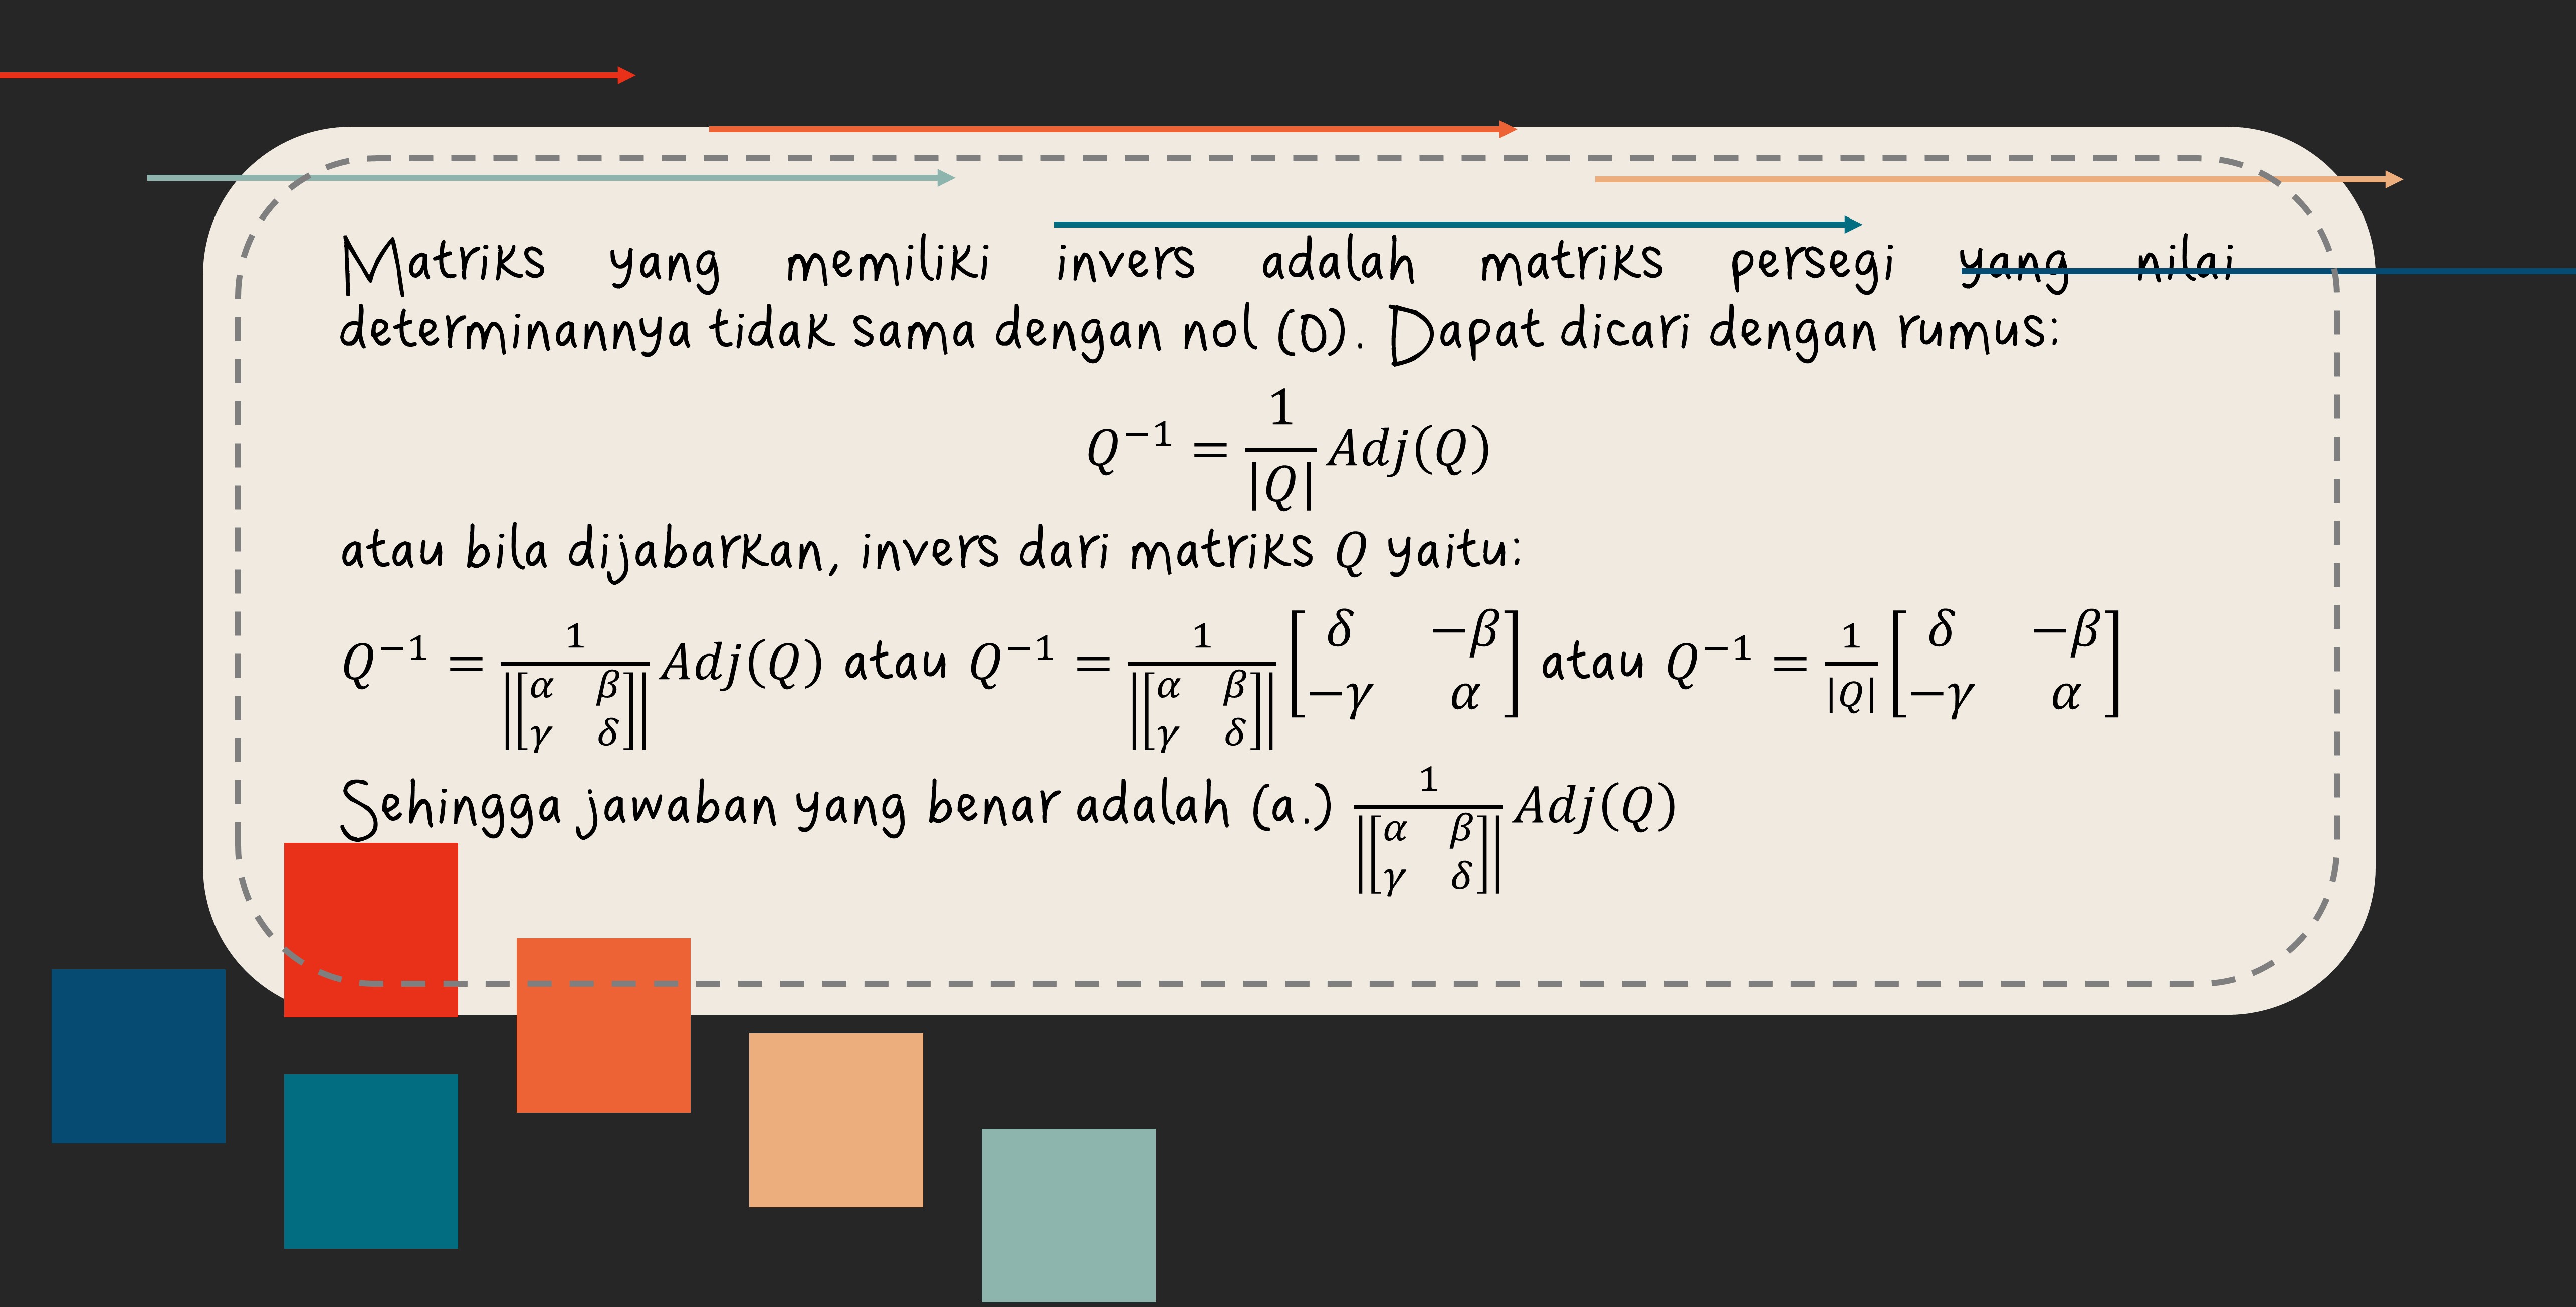 Matriks yang memiliki invers adalah matriks persegi yang nilai
determinannya tidak sama dengan nol (0). Dapat dicari dengan rumus:
$Q^{-1} = \frac{1}{|Q|} Adj(Q)$
atau bila dijabarkan, invers dari matriks $Q$ yaitu:
$Q^{-1} = \frac{1}{\left|\begin{bmatrix} \alpha & \beta \\ \gamma & \delta \end{bmatrix}\right|} Adj(Q)$ atau $Q^{-1} = \frac{1}{\left|\begin{bmatrix} \alpha & \beta \\ \gamma & \delta \end{bmatrix}\right|} \begin{bmatrix} \delta & -\beta \\ -\gamma & \alpha \end{bmatrix}$ atau $Q^{-1} = \frac{1}{|Q|} \begin{bmatrix} \delta & -\beta \\ -\gamma & \alpha \end{bmatrix}$
Sehingga jawaban yang benar adalah (a.) $\frac{1}{\left|\begin{bmatrix} \alpha & \beta \\ \gamma & \delta \end{bmatrix}\right|} Adj(Q)$